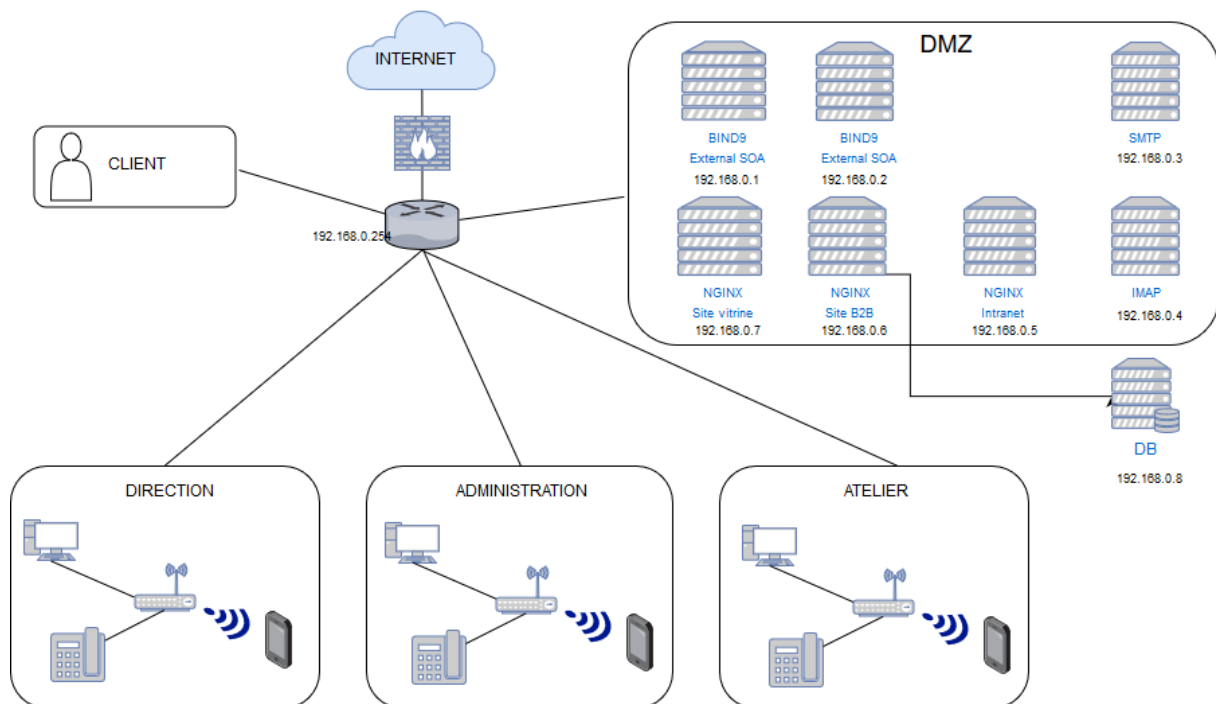 INTERNET
DMZ
CLIENT
BIND9
External SOA
192.168.0.1
BIND9
External SOA
192.168.0.2
SMTP
192.168.0.3
192.168.0.254
NGINX
Site vitrine
192.168.0.7
NGINX
Site B2B
192.168.0.6
NGINX
Intranet
192.168.0.5
IMAP
192.168.0.4
DB
192.168.0.8
DIRECTION
ADMINISTRATION
ATELIER